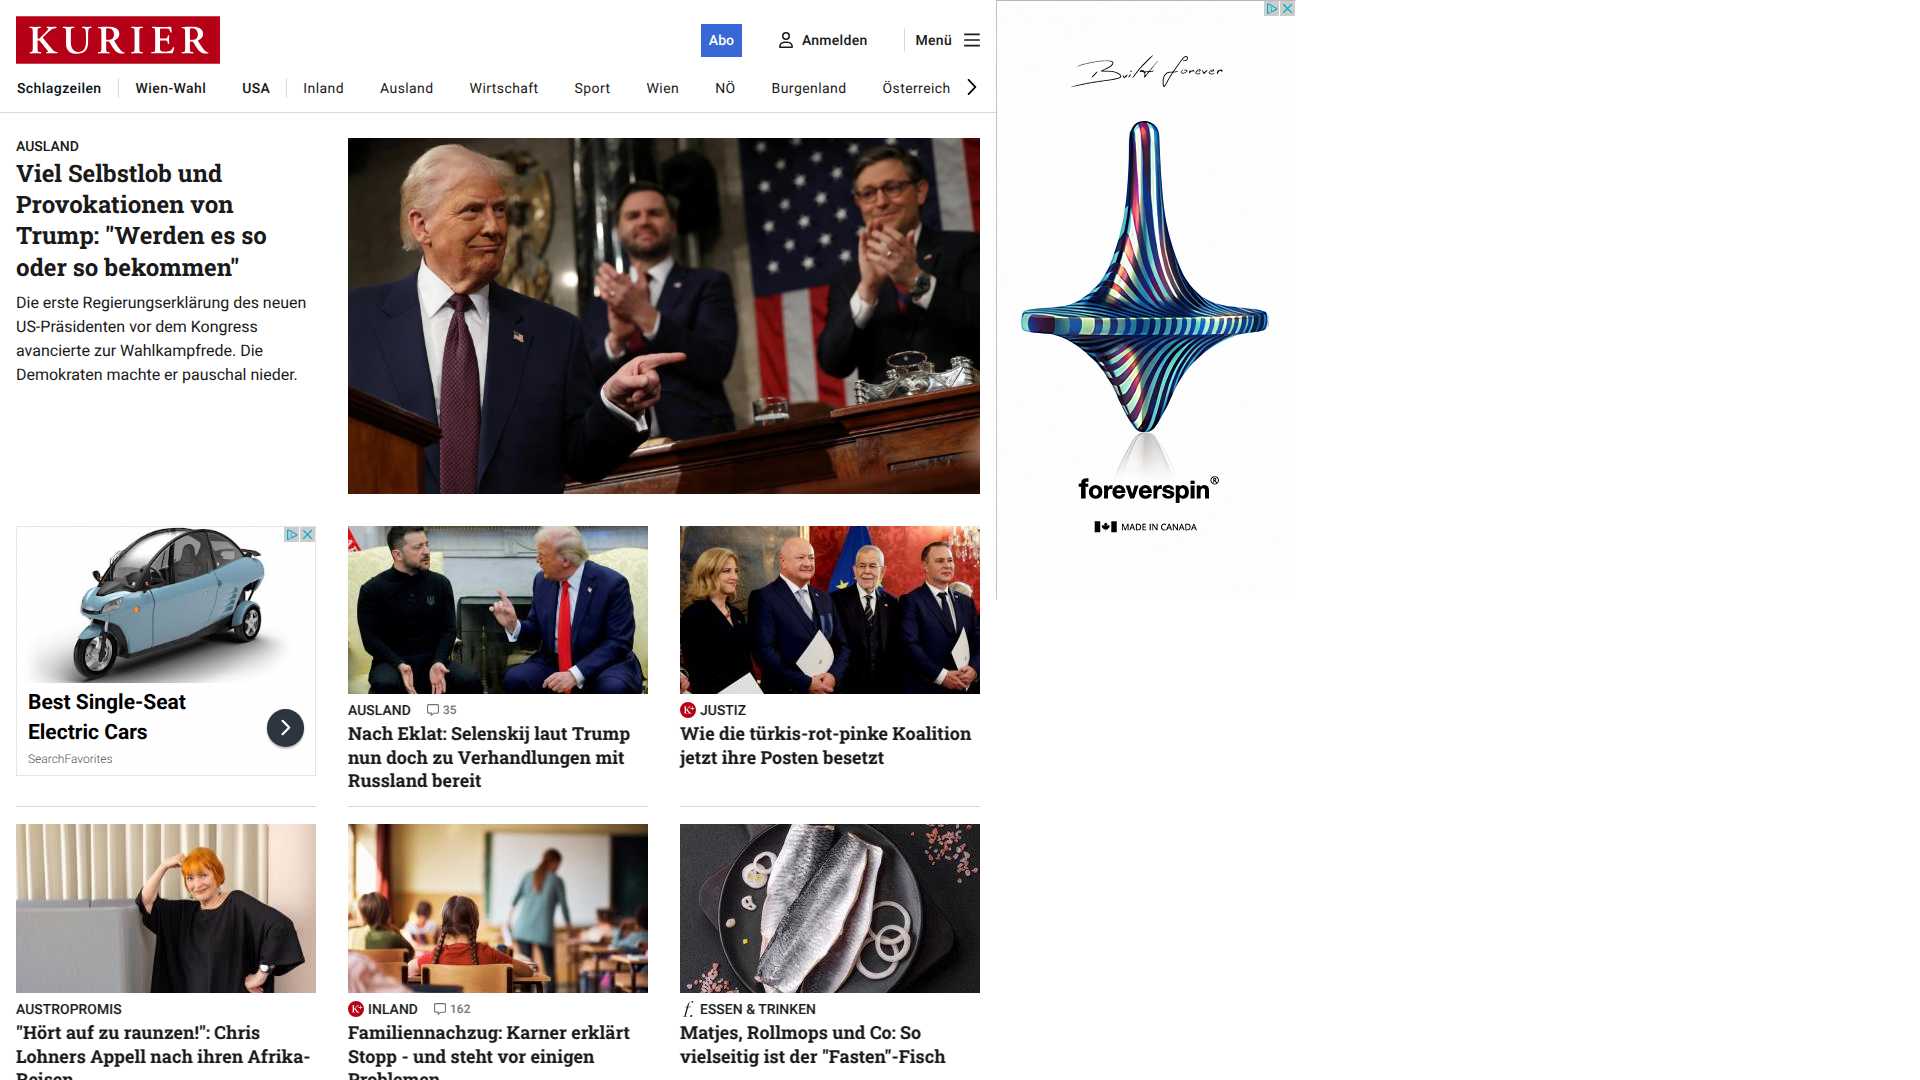 KURIER
Abo
Anmelden
Menü
Schlagzeilen
Wien-Wahl
USA
Inland
Ausland
Wirtschaft
Sport
Wien
NÖ
Burgenland
Österreich
AUSLAND
Viel Selbstlob und
Provokationen von
Trump: "Werden es so
oder so bekommen"
Die erste Regierungserklärung des neuen
US-Präsidenten vor dem Kongress
avancierte zur Wahlkampfrede. Die
Demokraten machte er pauschal nieder.
Built forever
foreverspin®
MADE IN CANADA
Best Single-Seat
Electric Cars
SearchFavorites
AUSLAND 35
Nach Eklat: Selenskij laut Trump
nun doch zu Verhandlungen mit
Russland bereit
K+ JUSTIZ
Wie die türkis-rot-pinke Koalition
jetzt ihre Posten besetzt
AUSTROPROMIS
"Hört auf zu raunzen!": Chris
Lohners Appell nach ihren Afrika-
Reisen
K+ INLAND 162
Familiennachzug: Karner erklärt
Stopp - und steht vor einigen
Problemen
f. ESSEN & TRINKEN
Matjes, Rollmops und Co: So
vielseitig ist der "Fasten"-Fisch